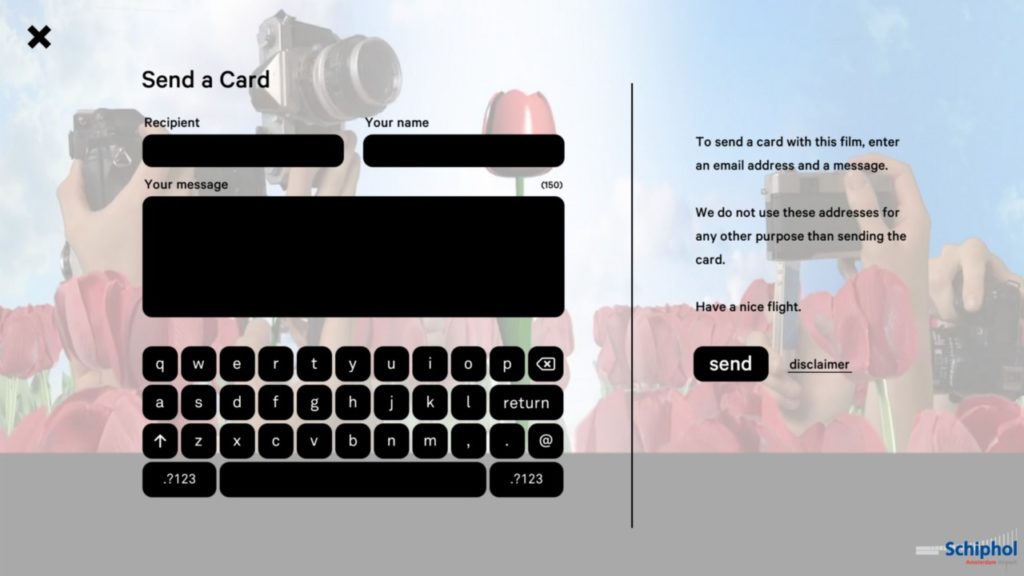 Send a Card
Recipient
Your name
Your message
(150)
q w e r t y u i o p
a s d f g h j k l return
z x c v b n m , . @
.?123 .?123
To send a card with this film, enter
an email address and a message.
We do not use these addresses for
any other purpose than sending the
card.
Have a nice flight.
send disclaimer
Schiphol
Amsterdam Airport